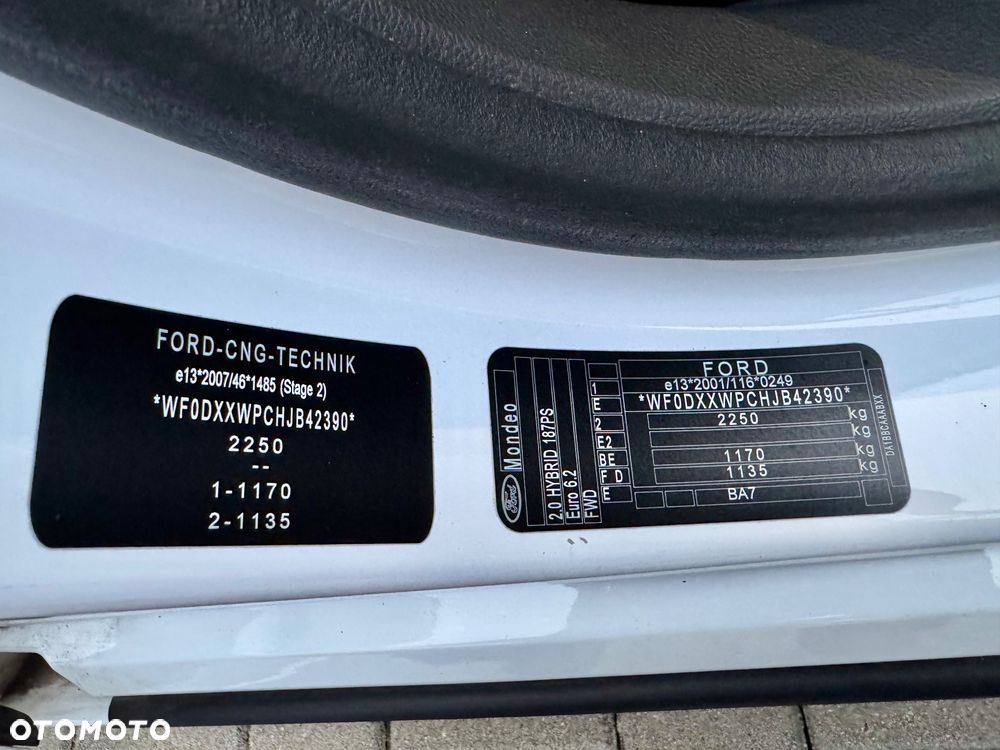 FORD-CNG-TECHNIK
e13*2007/46*1485 (Stage 2)
*WF0DXXWPCHJB42390*
2250
--
1-1170
2-1135
Ford
Mondeo
2.0 HYBRID 187PS
Euro 6.2
FWD
1
E
2
E2
BE
F D
E
FORD
e13*2001/116*0249
*WF0DXXWPCHJB42390*
2250 kg
kg
1170 kg
1135 kg
BA7
DA1BBCAAABXX
OTOMOTO